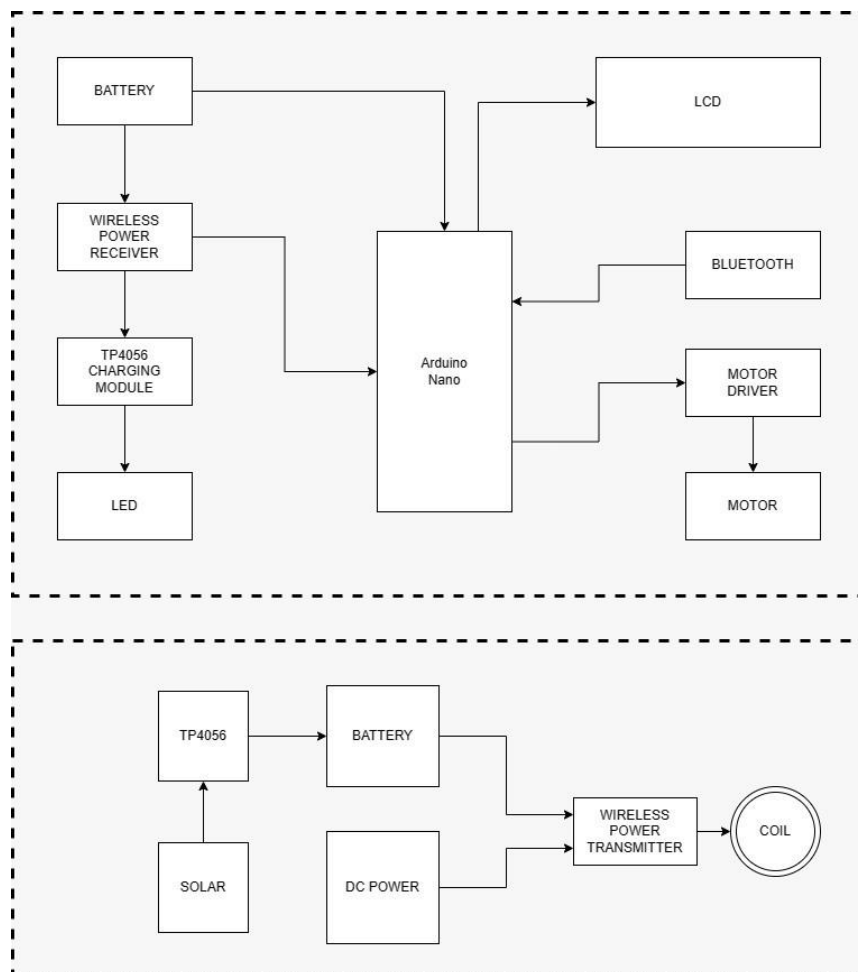 BATTERY
LCD
WIRELESS
POWER
RECEIVER
BLUETOOTH
TP4056
CHARGING
MODULE
Arduino
Nano
MOTOR
DRIVER
LED
MOTOR
TP4056
BATTERY
WIRELESS
POWER
TRANSMITTER
COIL
SOLAR
DC POWER